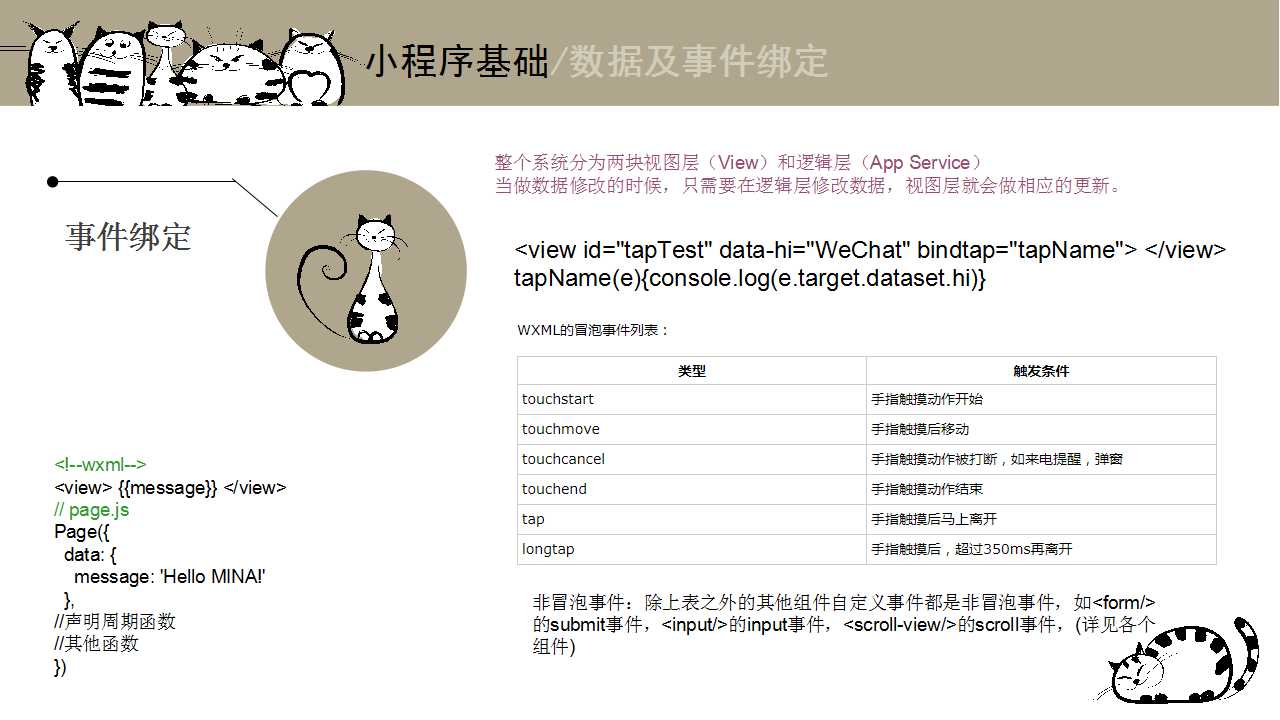 小程序基础/数据及事件绑定
整个系统分为两块视图层（View）和逻辑层（App Service）
当做数据修改的时候，只需要在逻辑层修改数据，视图层就会做相应的更新。
事件绑定
<view id="tapTest" data-hi="WeChat" bindtap="tapName"> </view>
tapName(e){console.log(e.target.dataset.hi)}
WXML的冒泡事件列表：
类型 触发条件
touchstart 手指触摸动作开始
touchmove 手指触摸后移动
touchcancel 手指触摸动作被打断，如来电提醒，弹窗
touchend 手指触摸动作结束
tap 手指触摸后马上离开
longtap 手指触摸后，超过350ms再离开
<!--wxml-->
<view> {{message}} </view>
// page.js
Page({
data: {
message: 'Hello MINA!'
},
//声明周期函数
//其他函数
})
非冒泡事件：除上表之外的其他组件自定义事件都是非冒泡事件，如<form/>
的submit事件，<input/>的input事件，<scroll-view/>的scroll事件，(详见各个
组件)